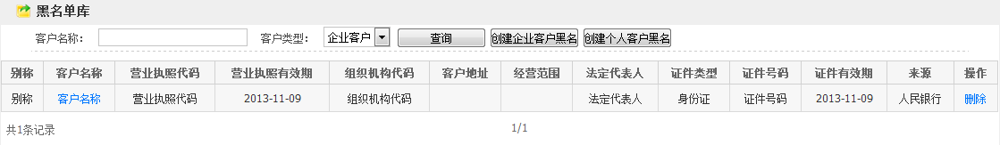 黑名单库
客户名称： 客户类型： 企业客户 查询 创建企业客户黑名 创建个人客户黑名
别称 客户名称 营业执照代码 营业执照有效期 组织机构代码 客户地址 经营范围 法定代表人 证件类型 证件号码 证件有效期 来源 操作
别称 客户名称 营业执照代码 2013-11-09 组织机构代码 法定代表人 身份证 证件号码 2013-11-09 人民银行 删除
共1条记录 1/1